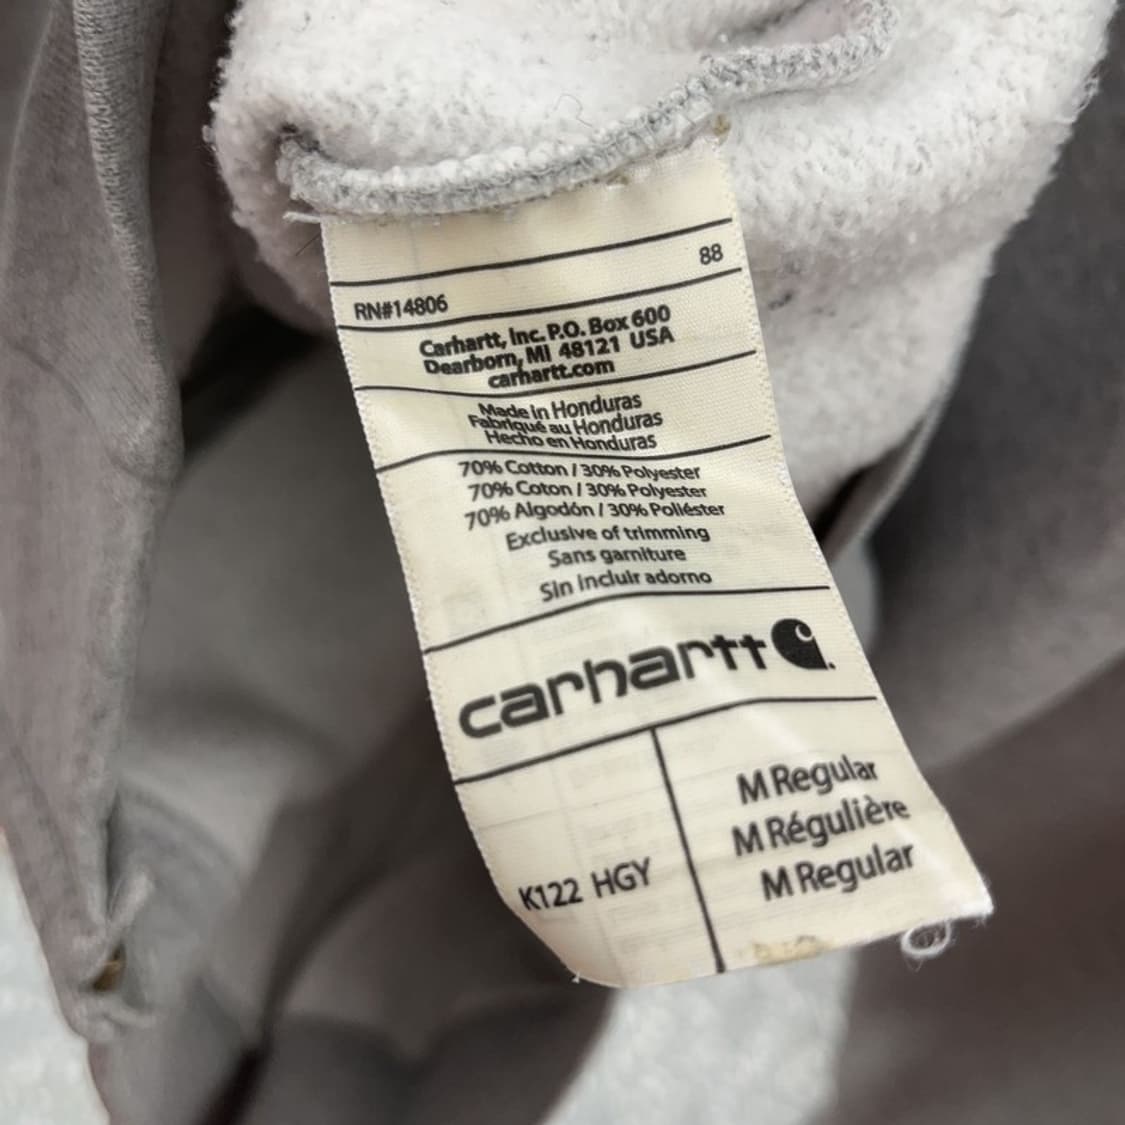 88
RN#14806
Carhartt, Inc. P.O. Box 600
Dearborn, MI 48121 USA
carhartt.com
Made in Honduras
Fabriqué au Honduras
Hecho en Honduras
70% Cotton / 30% Polyester
70% Coton / 30% Polyester
70% Algodón / 30% Poliéster
Exclusive of trimming
Sans garniture
Sin incluir adorno
carhartt
K122 HGY
M Regular
M Régulière
M Regular